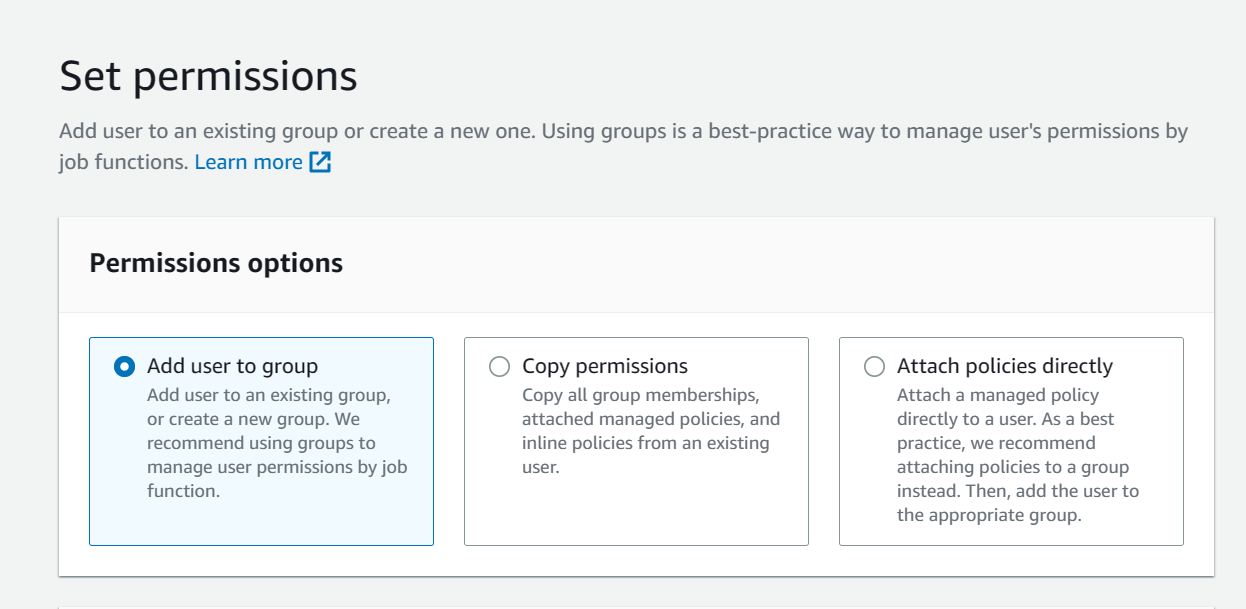 Set permissions
Add user to an existing group or create a new one. Using groups is a best-practice way to manage user's permissions by
job functions. Learn more
Permissions options
Add user to group
Add user to an existing group,
or create a new group. We
recommend using groups to
manage user permissions by job
function.
Copy permissions
Copy all group memberships,
attached managed policies, and
inline policies from an existing
user.
Attach policies directly
Attach a managed policy
directly to a user. As a best
practice, we recommend
attaching policies to a group
instead. Then, add the user to
the appropriate group.